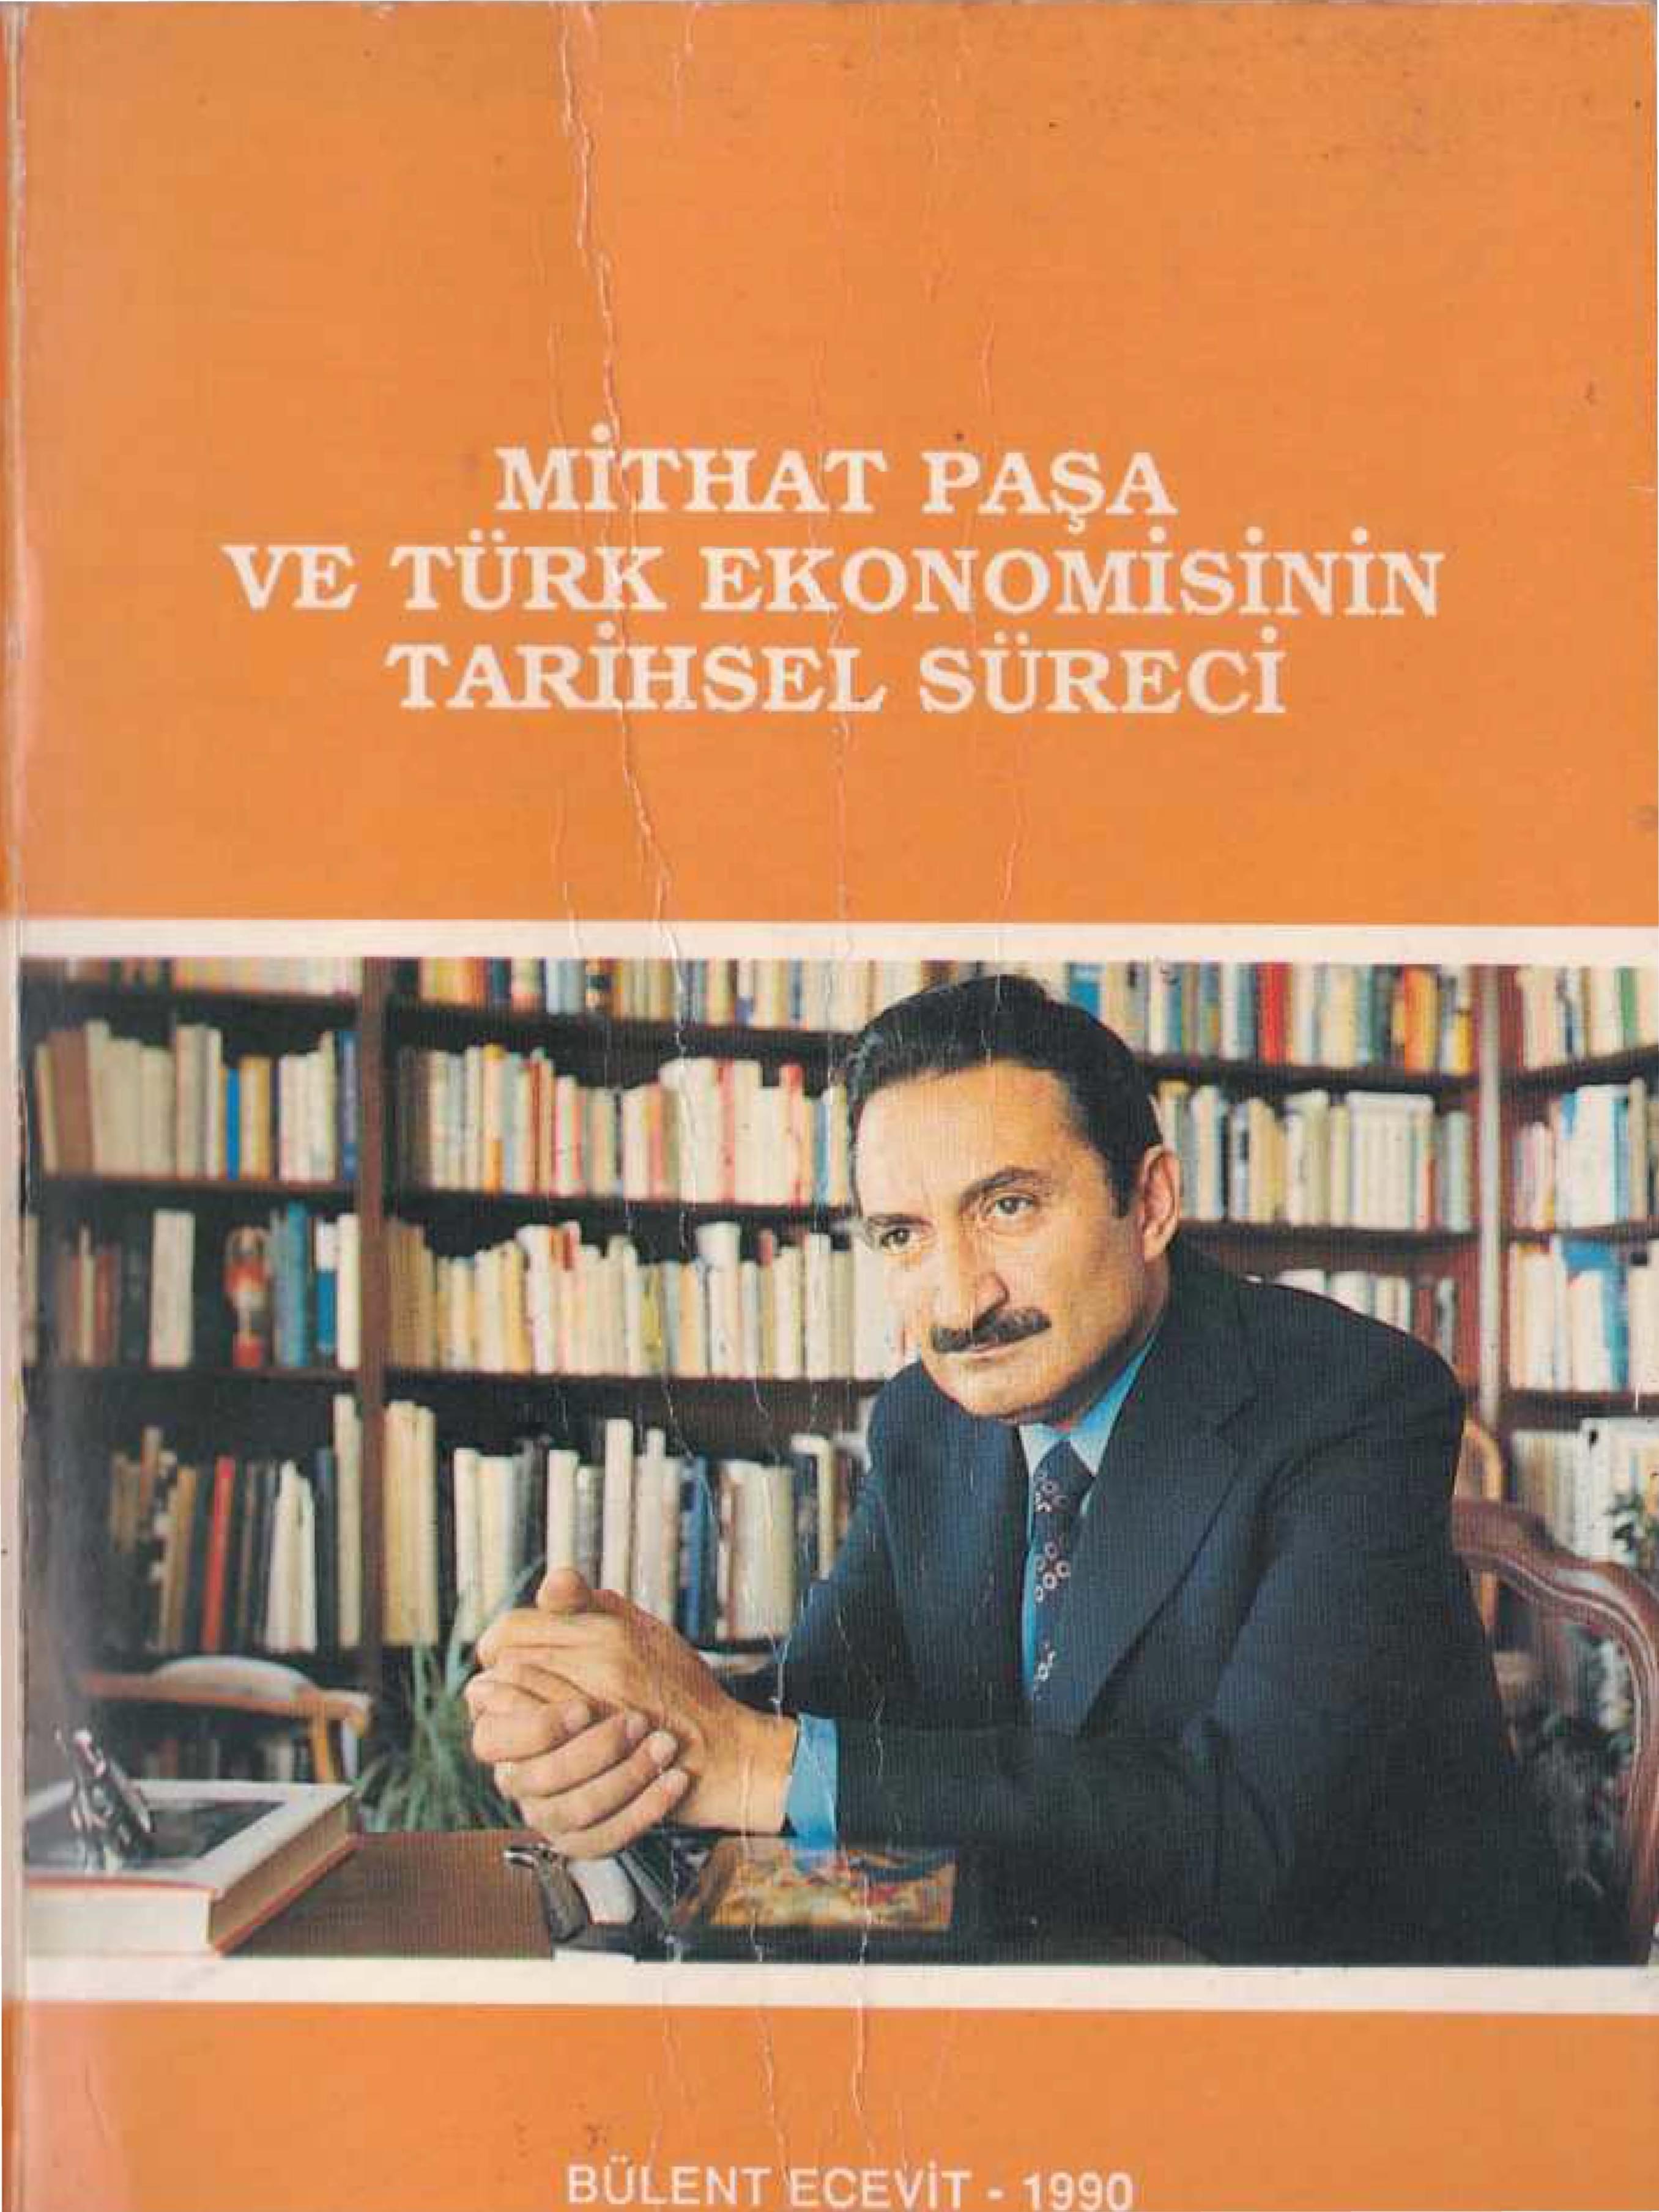 MİTHAT PAŞA
VE TÜRK EKONOMİSİNİN
TARİHSEL SÜRECİ
BÜLENT ECEVİT - 1990